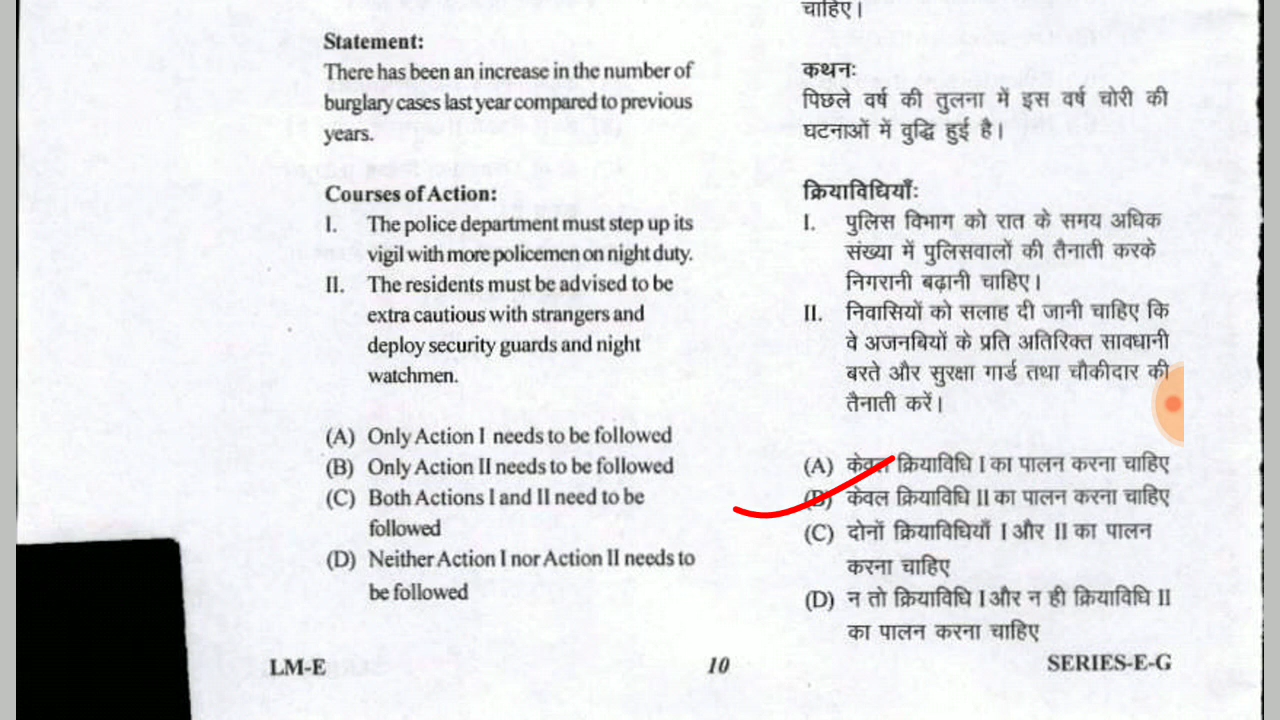 Statement:
There has been an increase in the number of
burglary cases last year compared to previous
years.
Courses of Action:
I. The police department must step up its
vigil with more policemen on night duty.
II. The residents must be advised to be
extra cautious with strangers and
deploy security guards and night
watchmen.
(A) Only Action I needs to be followed
(B) Only Action II needs to be followed
(C) Both Actions I and II need to be
followed
(D) Neither Action I nor Action II needs to
be followed
चाहिए।
कथनः
पिछले वर्ष की तुलना में इस वर्ष चोरी की
घटनाओं में वुद्धि हुई है।
क्रियाविधियाँः
I. पुलिस विभाग को रात के समय अधिक
संख्या में पुलिसवालों की तैनाती करके
निगरानी बढ़ानी चाहिए।
II. निवासियों को सलाह दी जानी चाहिए कि
वे अजनबियों के प्रति अतिरिक्त सावधानी
बरते और सुरक्षा गार्ड तथा चौकीदार की
तैनाती करें।
(A) केवल क्रियाविधि I का पालन करना चाहिए
(B) केवल क्रियाविधि II का पालन करना चाहिए
(C) दोनों क्रियाविधियाँ I और II का पालन
करना चाहिए
(D) न तो क्रियाविधि I और न ही क्रियाविधि II
का पालन करना चाहिए
LM-E 10 SERIES-E-G